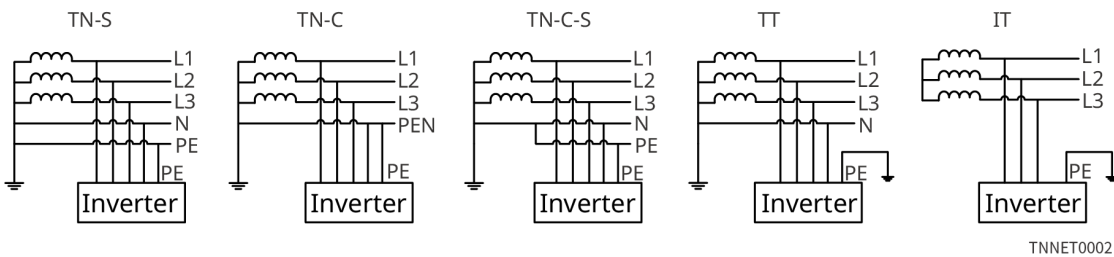 TN-S
L1
L2
L3
N
PE
PE
Inverter
TN-C
L1
L2
L3
PEN
PE
Inverter
TN-C-S
L1
L2
L3
N
PE
PE
Inverter
TT
L1
L2
L3
N
PE
Inverter
IT
L1
L2
L3
PE
Inverter
TNNET0002